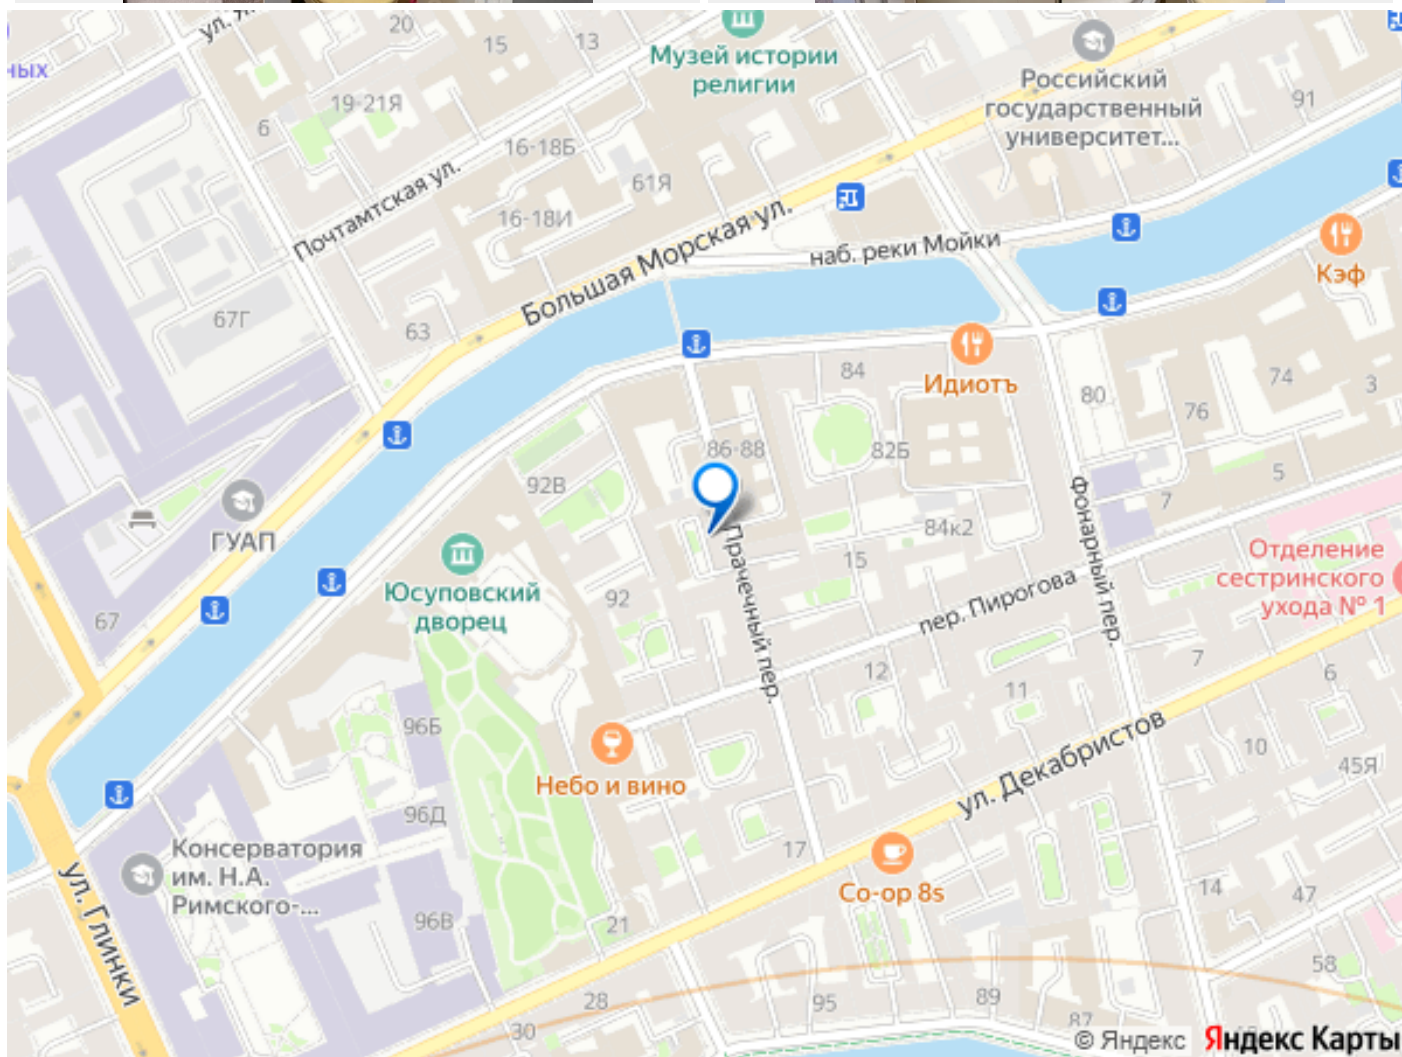 ул. Я
20
15
13
Музей истории
религии
Российский
государственный
университет...
91
ных
19-21Я
6
16-18Б
61Я
Почтамтская ул.
16-18И
Большая Морская ул.
наб. реки Мойки
Кэф
67Г
63
84
Идиотъ
80
74
3
76
86-88
82Б
92В
5
7
ГУАП
84к2
Фонарный пер.
Прачечный пер.
15
Отделение
сестринского
ухода № 1
Юсуповский
дворец
92
67
пер. Пирогова
12
11
7
6
96Б
Небо и вино
ул. Декабристов
10
45Я
96Д
Консерватория
им. Н.А.
Римского-...
17
Co-op 8s
ул. Глинки
14
47
96В
21
58
28
95
89
87
30
© Яндекс
Яндекс Карты